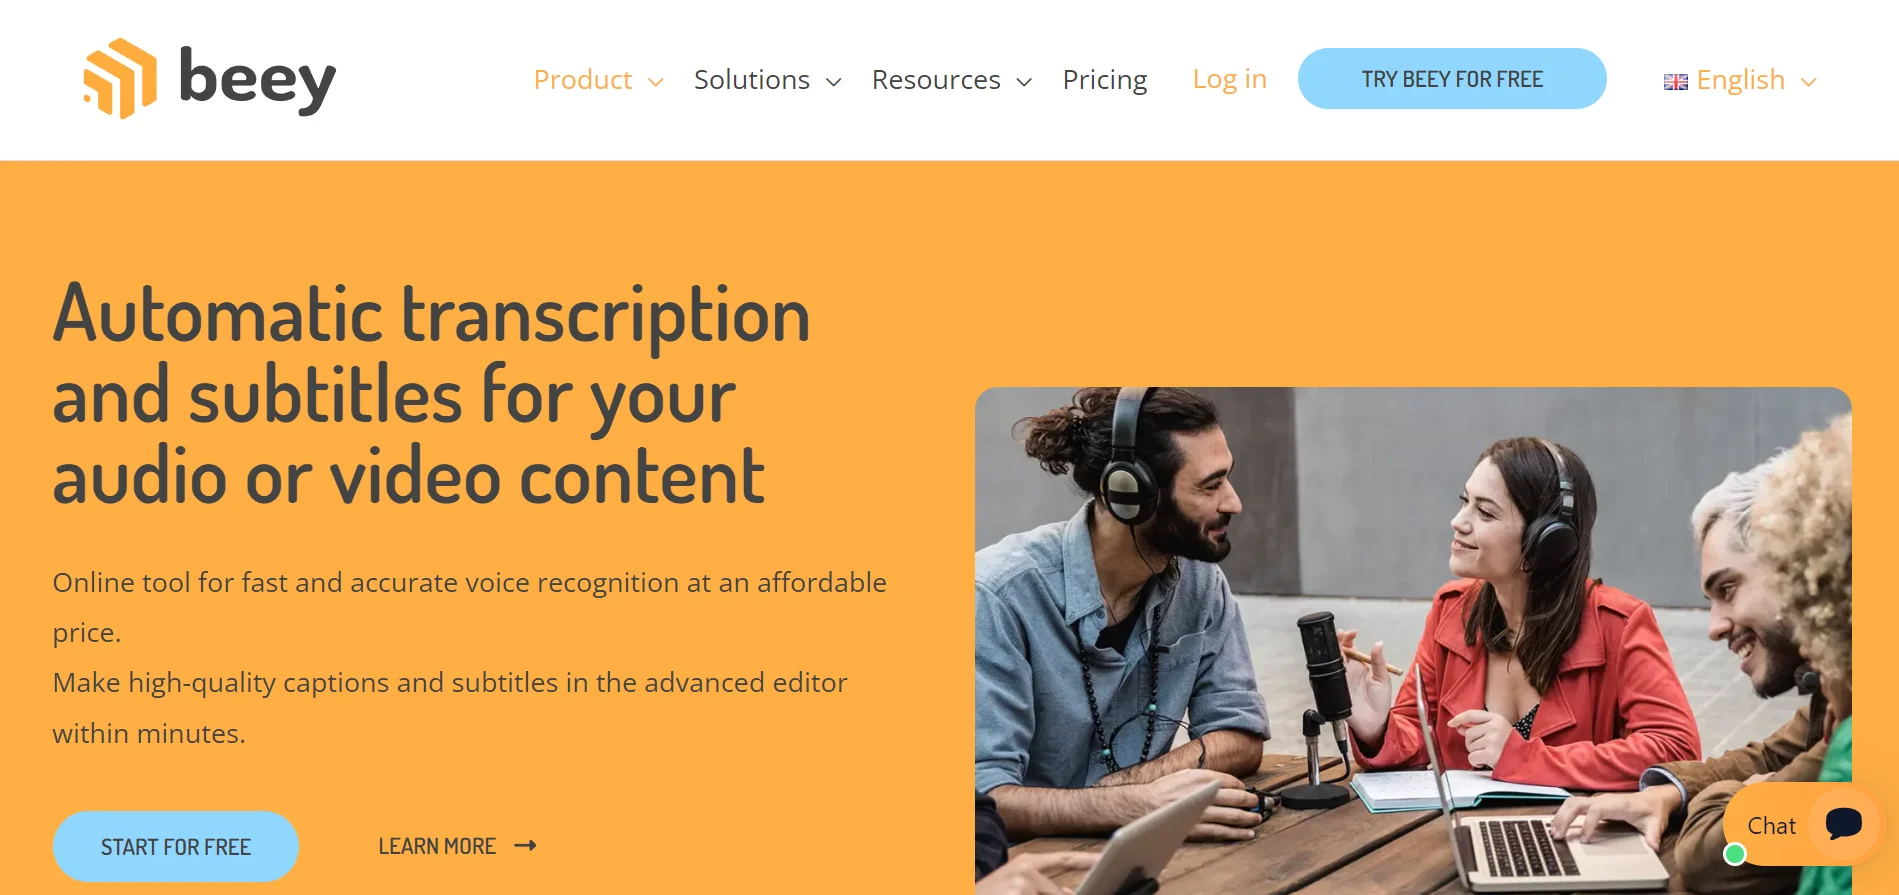 beey
Product
Solutions
Resources
Pricing
Log in
TRY BEEY FOR FREE
English
Automatic transcription
and subtitles for your
audio or video content
Online tool for fast and accurate voice recognition at an affordable
price.
Make high-quality captions and subtitles in the advanced editor
within minutes.
START FOR FREE
LEARN MORE
Chat